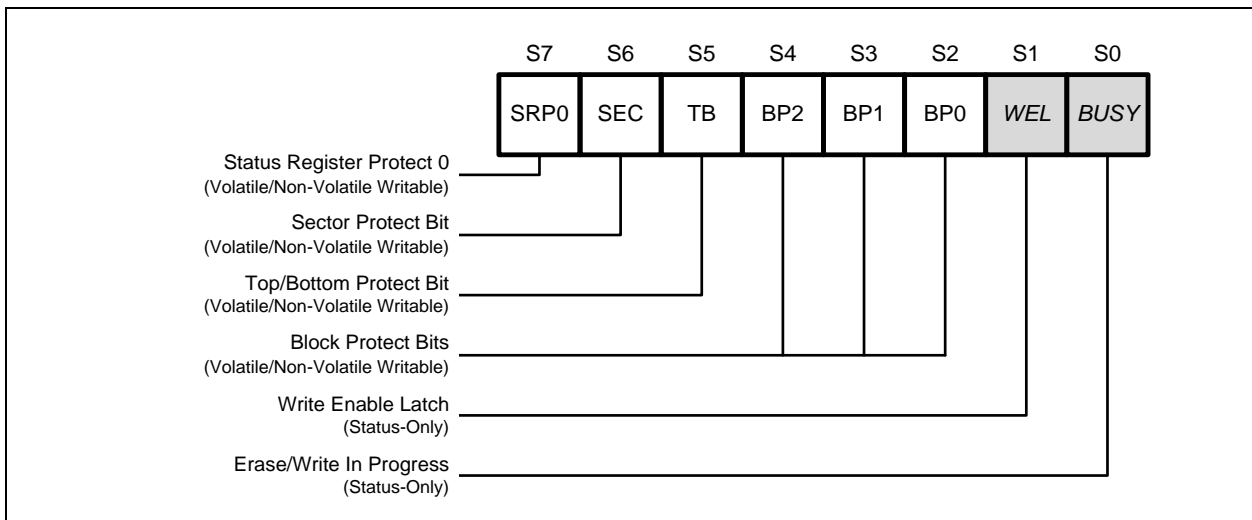 S7 S6 S5 S4 S3 S2 S1 S0
SRP0 SEC TB BP2 BP1 BP0 WEL BUSY
Status Register Protect 0
(Volatile/Non-Volatile Writable)
Sector Protect Bit
(Volatile/Non-Volatile Writable)
Top/Bottom Protect Bit
(Volatile/Non-Volatile Writable)
Block Protect Bits
(Volatile/Non-Volatile Writable)
Write Enable Latch
(Status-Only)
Erase/Write In Progress
(Status-Only)